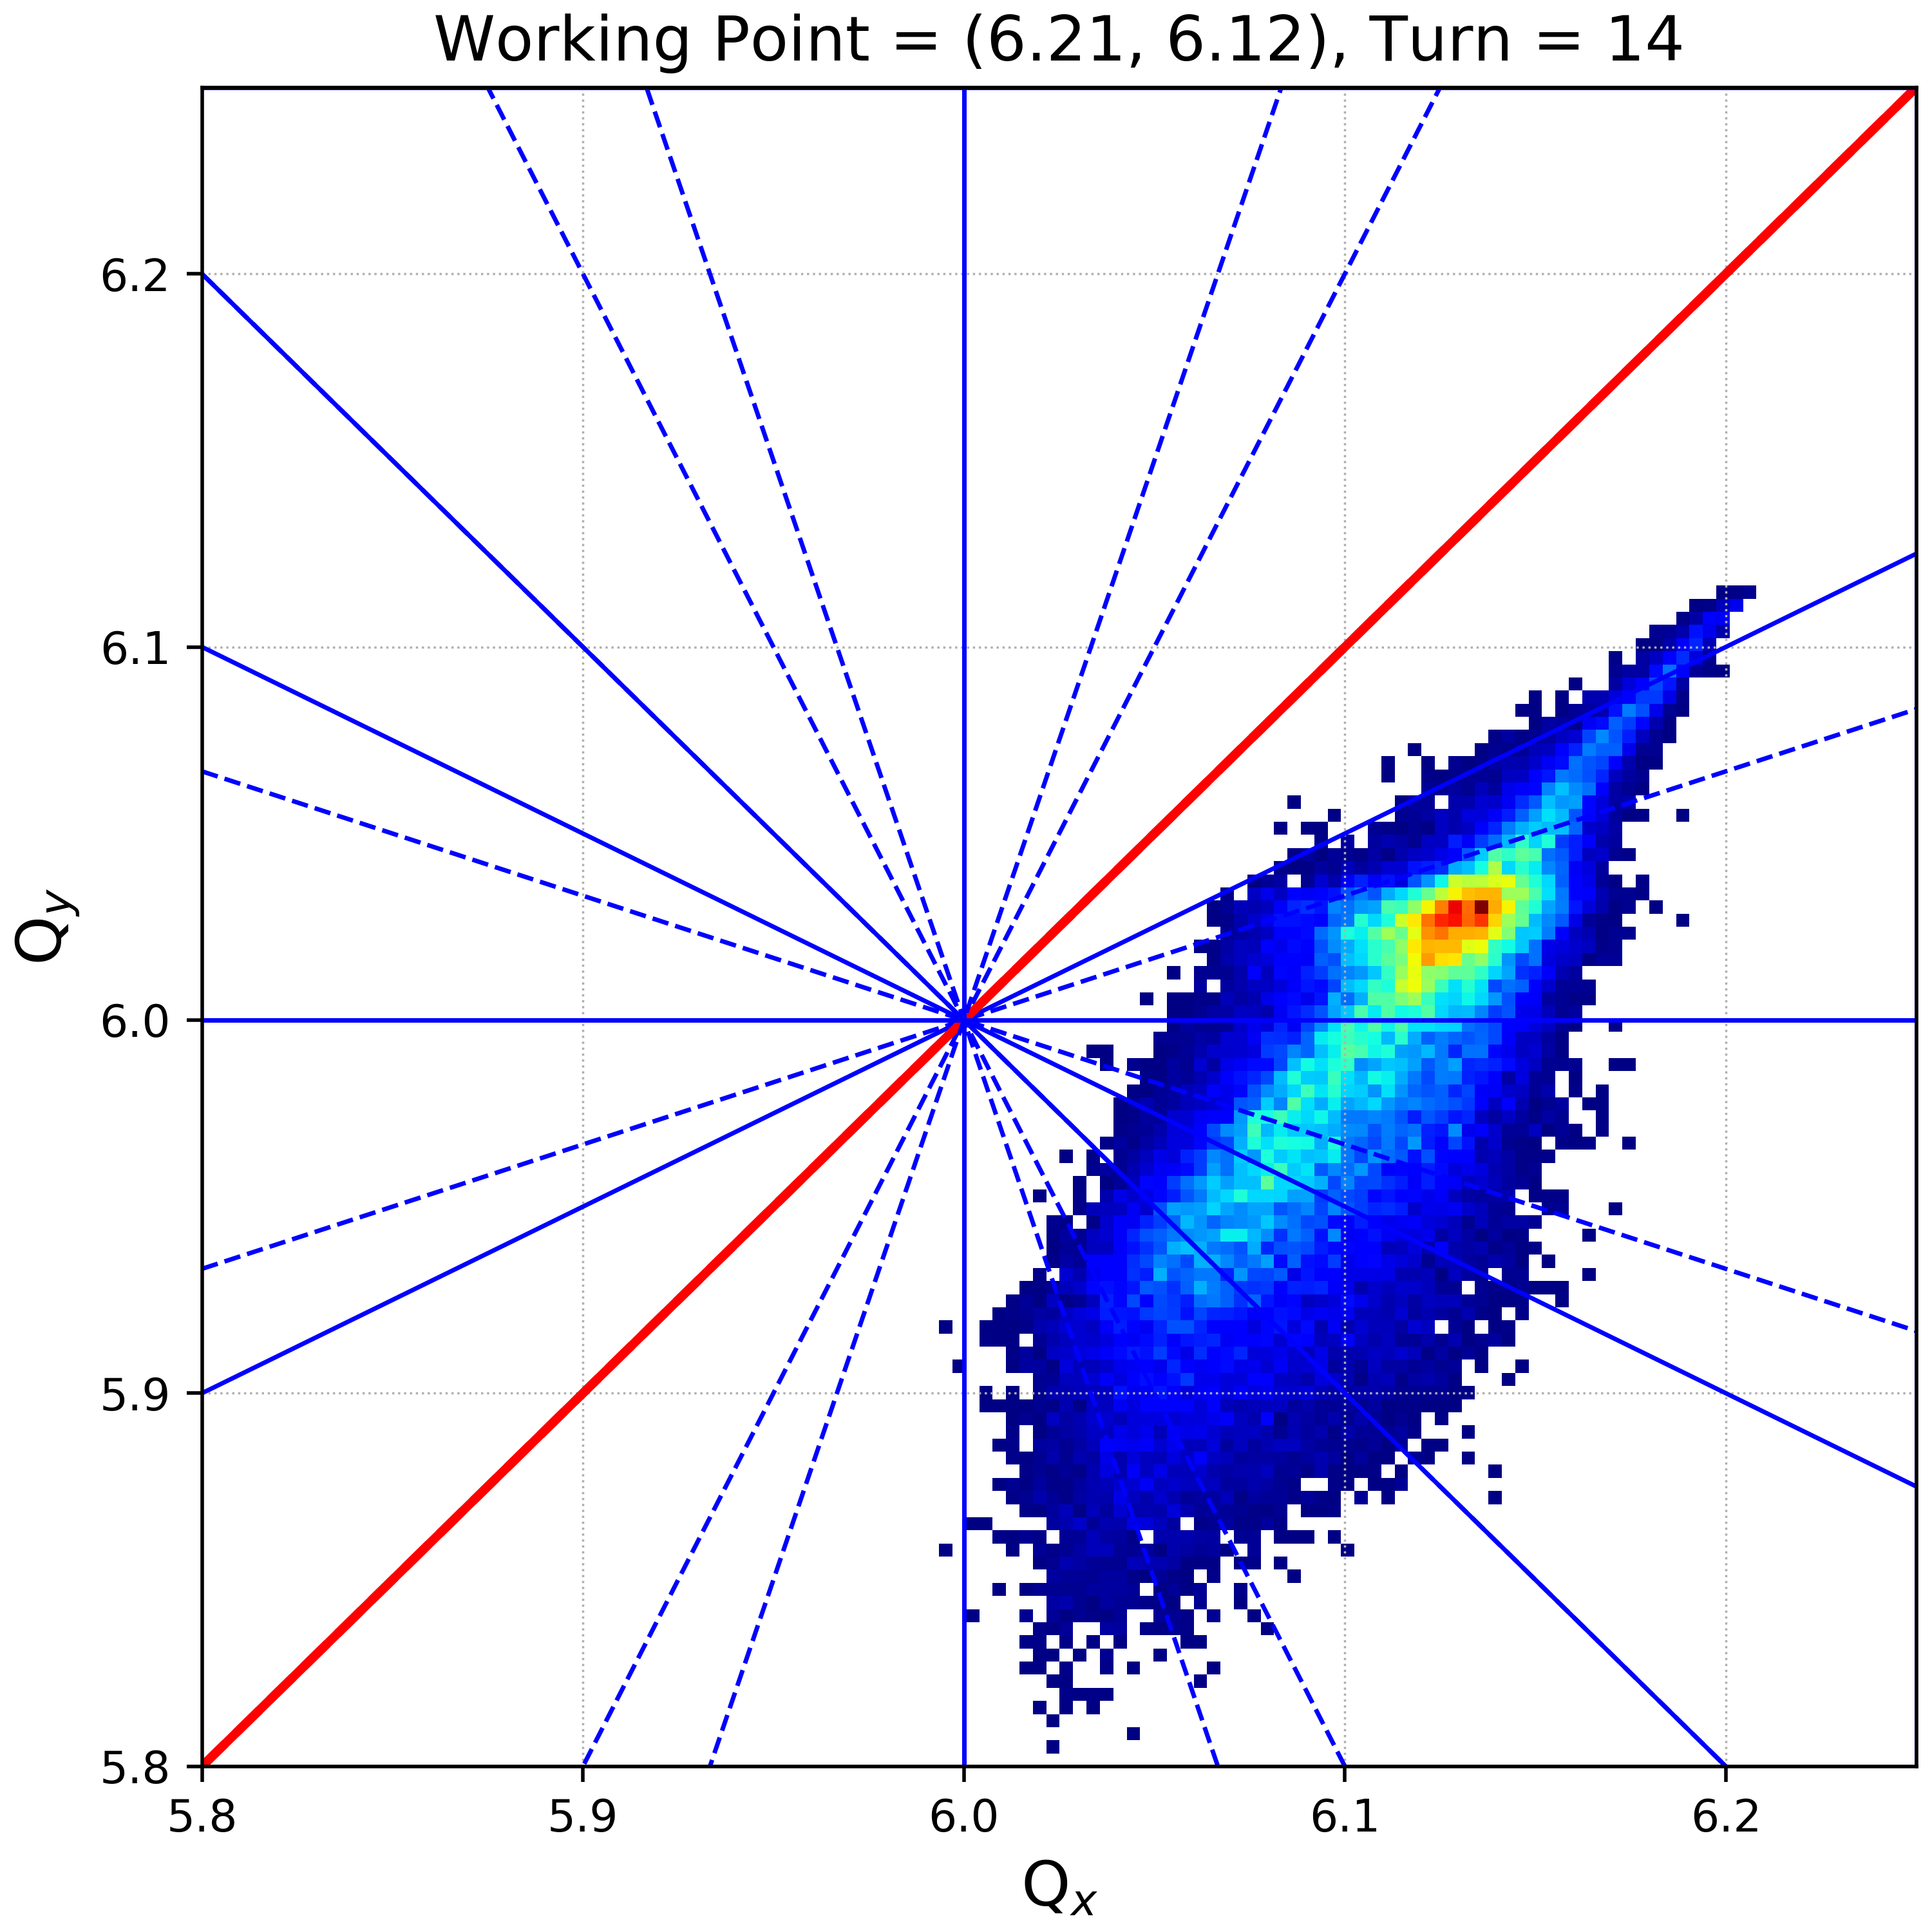 Working Point = (6.21, 6.12), Turn = 14
6.2
6.1
6.0
5.9
5.8
Qy
5.8 5.9 6.0 6.1 6.2
Qx